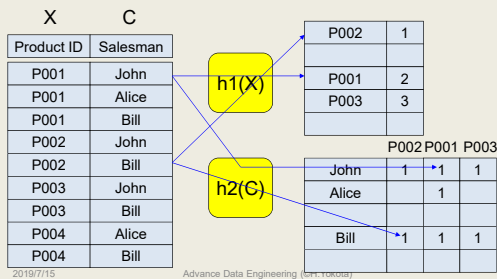 X C
Product ID Salesman
P001 John
P001 Alice
P001 Bill
P002 John
P002 Bill
P003 John
P003 Bill
P004 Alice
P004 Bill
h1(X)
h2(C)
P002 1
P001 2
P003 3
P002 P001 P003
John 1 1 1
Alice 1
Bill 1 1 1
2019/7/15
Advance Data Engineering (©H.Yokota)